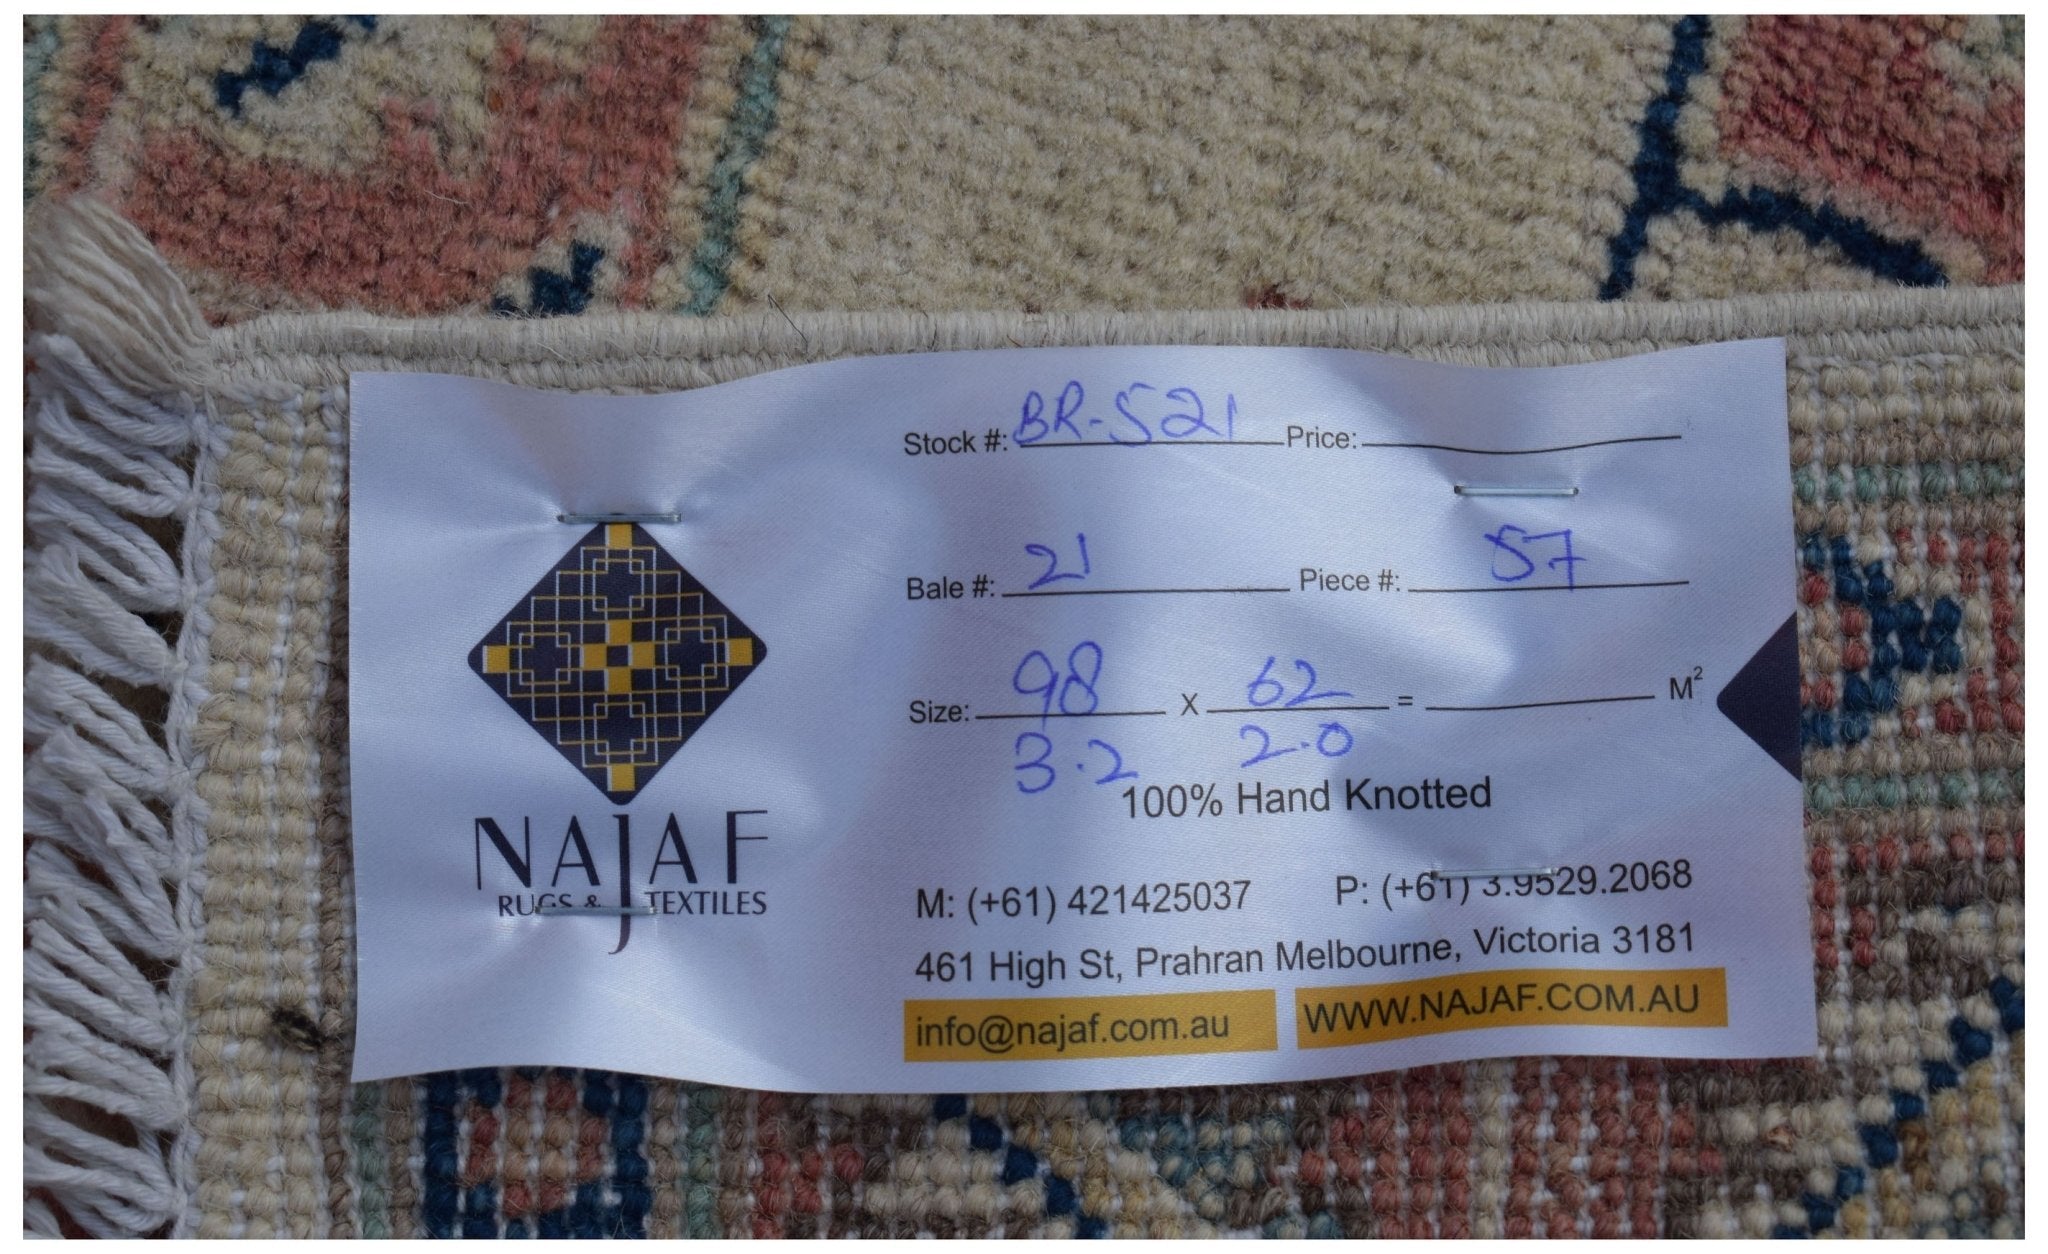 Stock #: BR-521 Price:
Bale #: 21 Piece #: 57
Size: 98 X 62 = M²
3.2 2.0
100% Hand Knotted
NAJAF
RUGS & TEXTILES
M: (+61) 421425037 P: (+61) 3.9529.2068
461 High St, Prahran Melbourne, Victoria 3181
info@najaf.com.au WWW.NAJAF.COM.AU